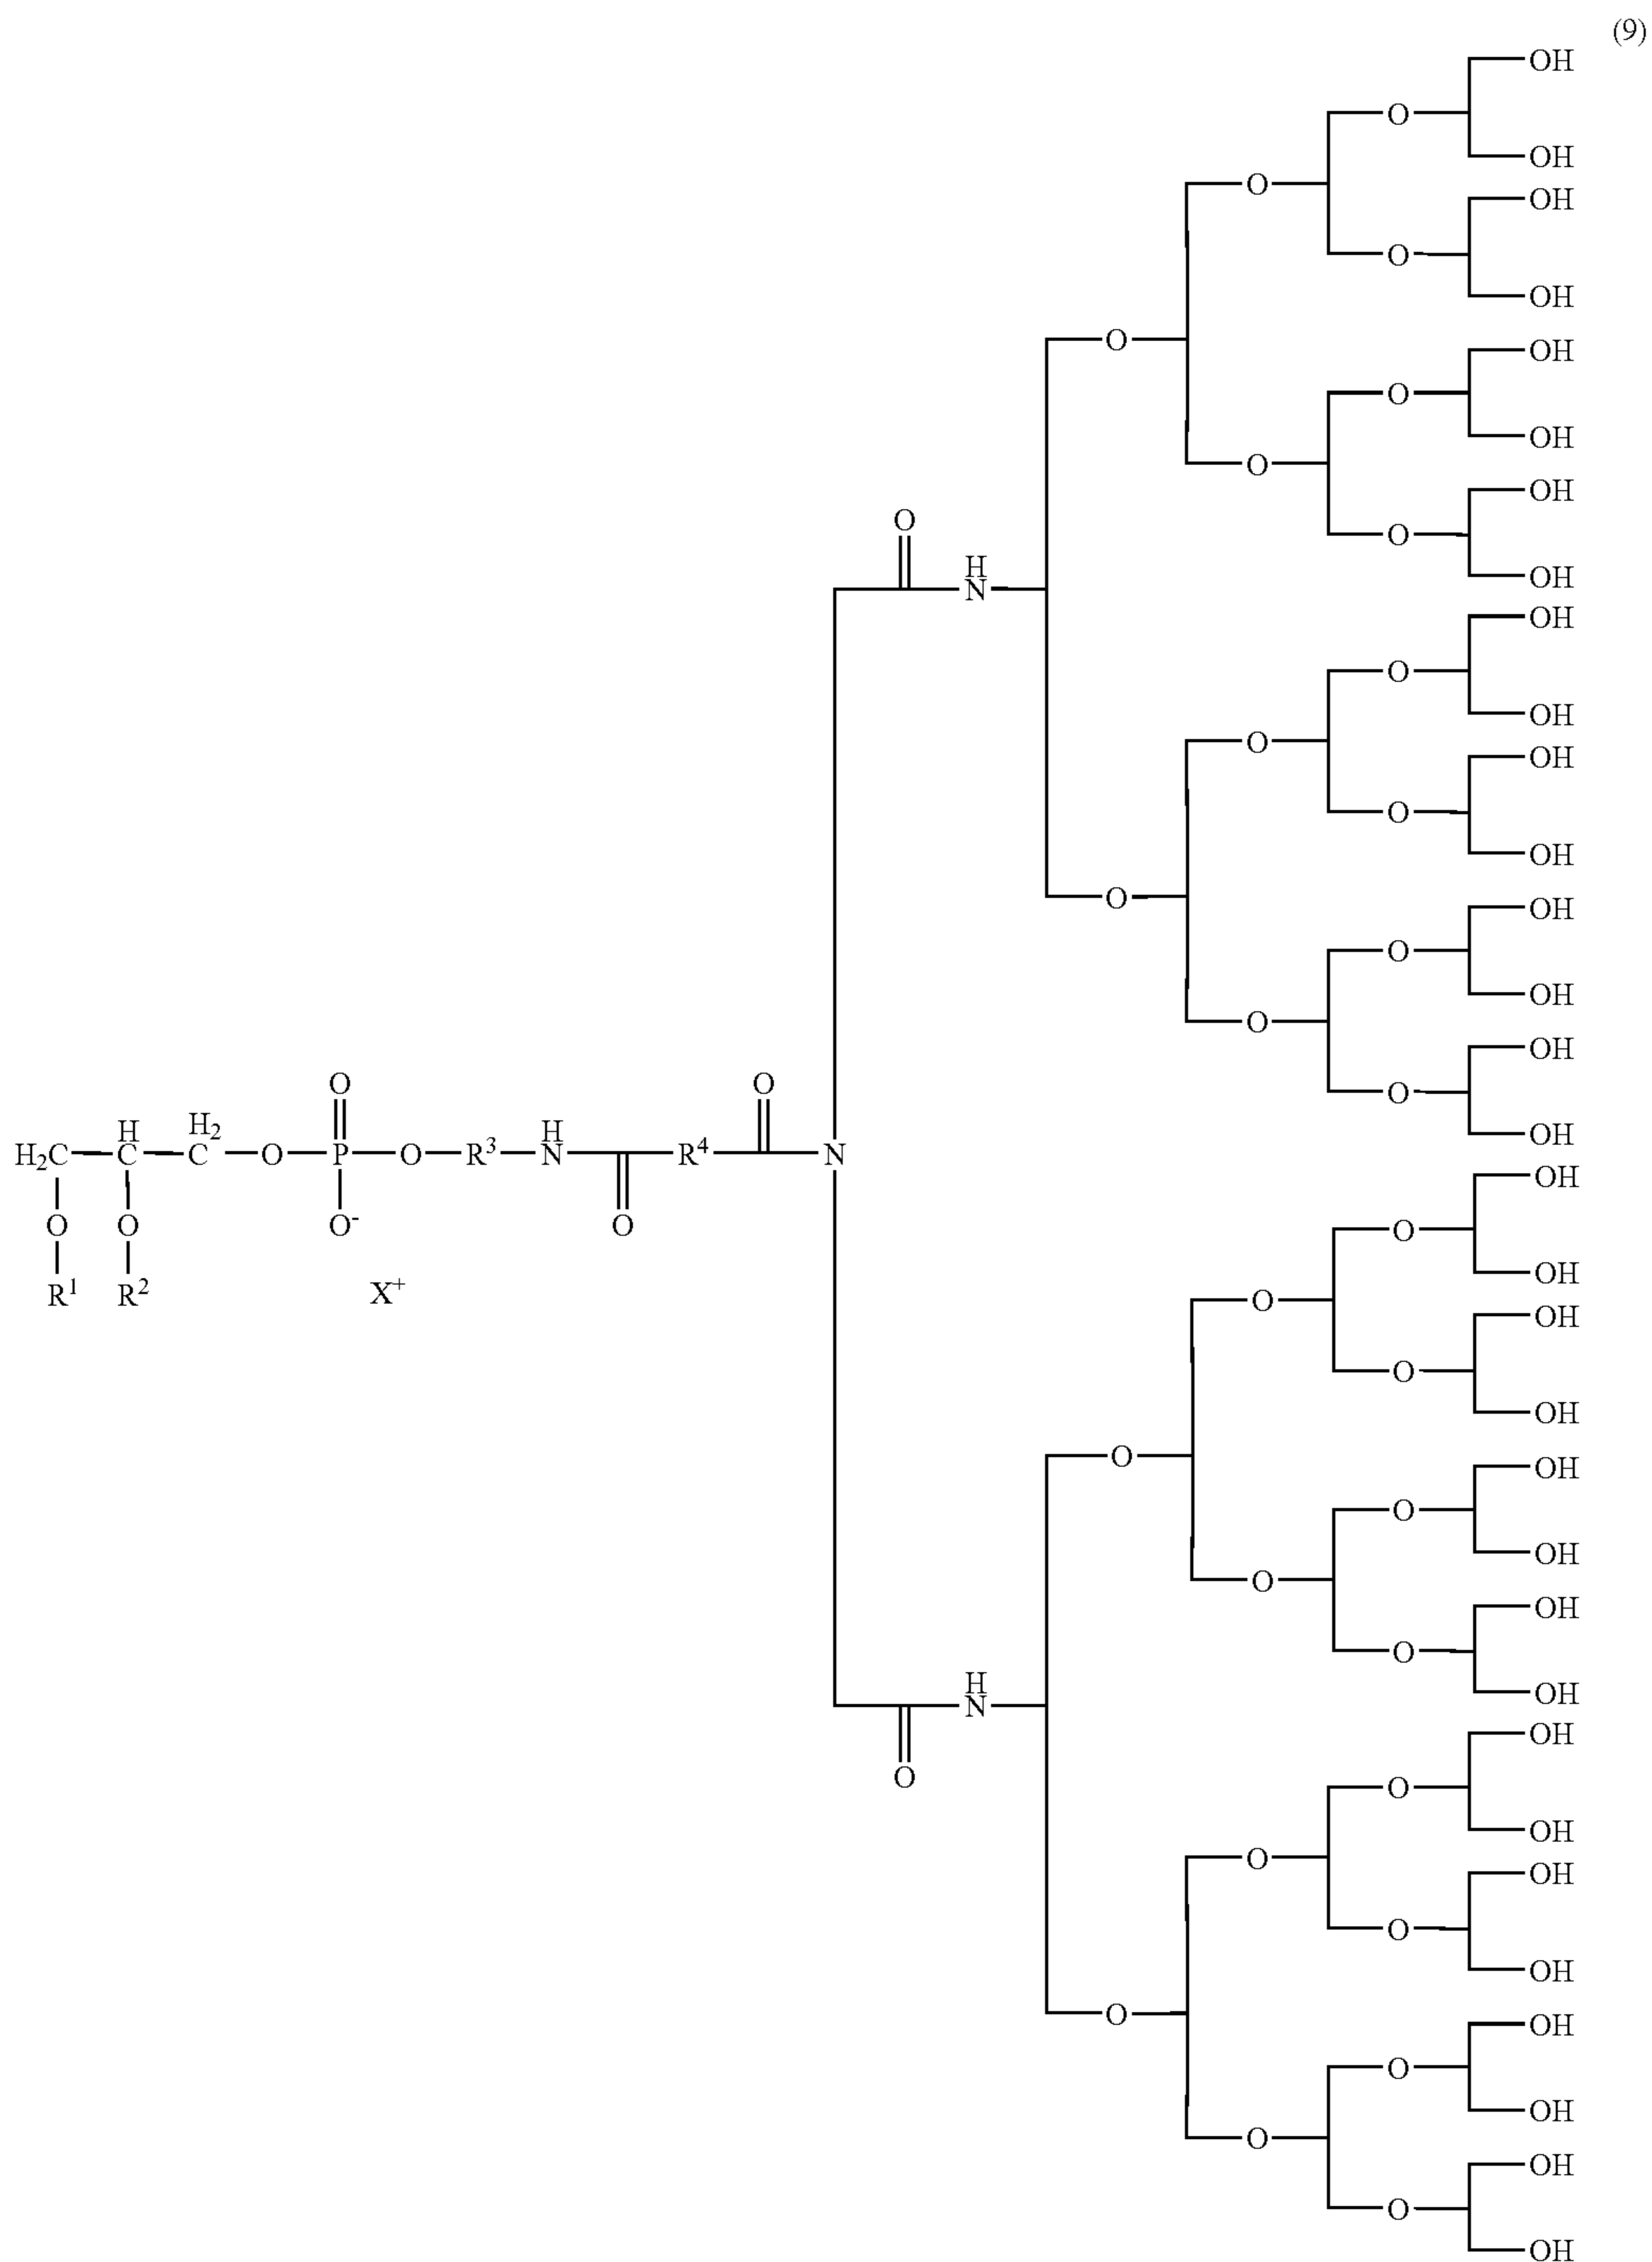 (9)
OH
O
OH
O
OH
O
OH
O OH
O
OH
O
OH
O
O
H OH
N
OH
O
OH
O
OH
O
OH
O OH
O
OH
O
OH
O O O
H H₂ H OH
H₂C C C O P O R³ N R⁴ N
OH
O O O⁻ O O
OH
R¹ R² X⁺ O
OH
O
OH
O OH
O
OH
O
OH
O
H OH
N
OH
O O
OH
O
OH
O
OH
O OH
O
OH
O
OH
O
OH